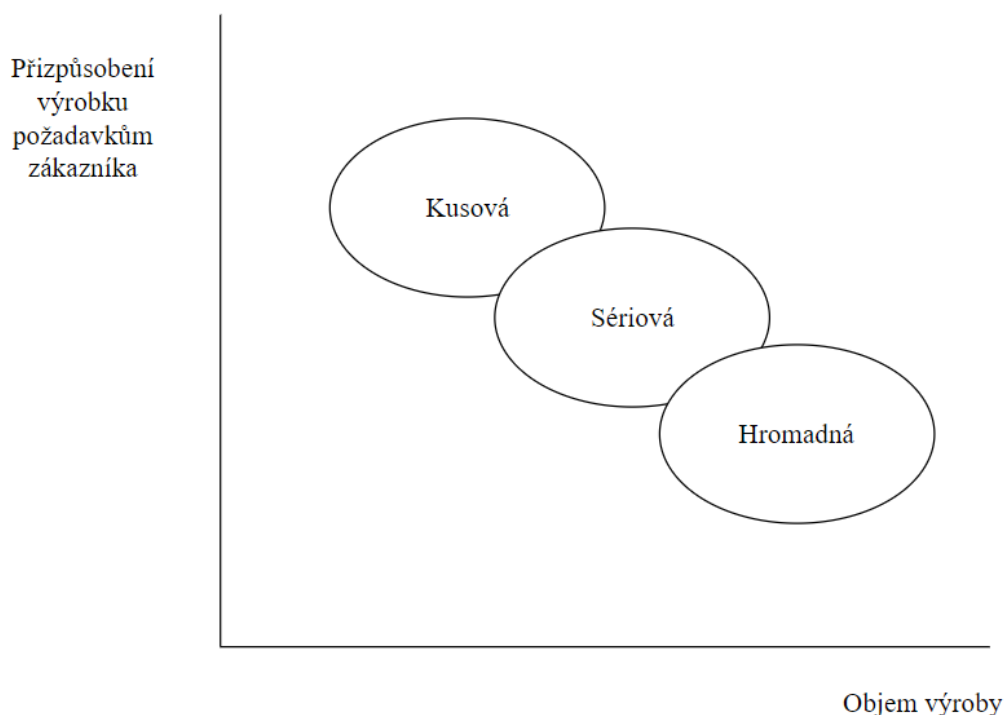 Přizpůsobení
výrobku
požadavkům
zákazníka
Kusová
Sériová
Hromadná
Objem výroby